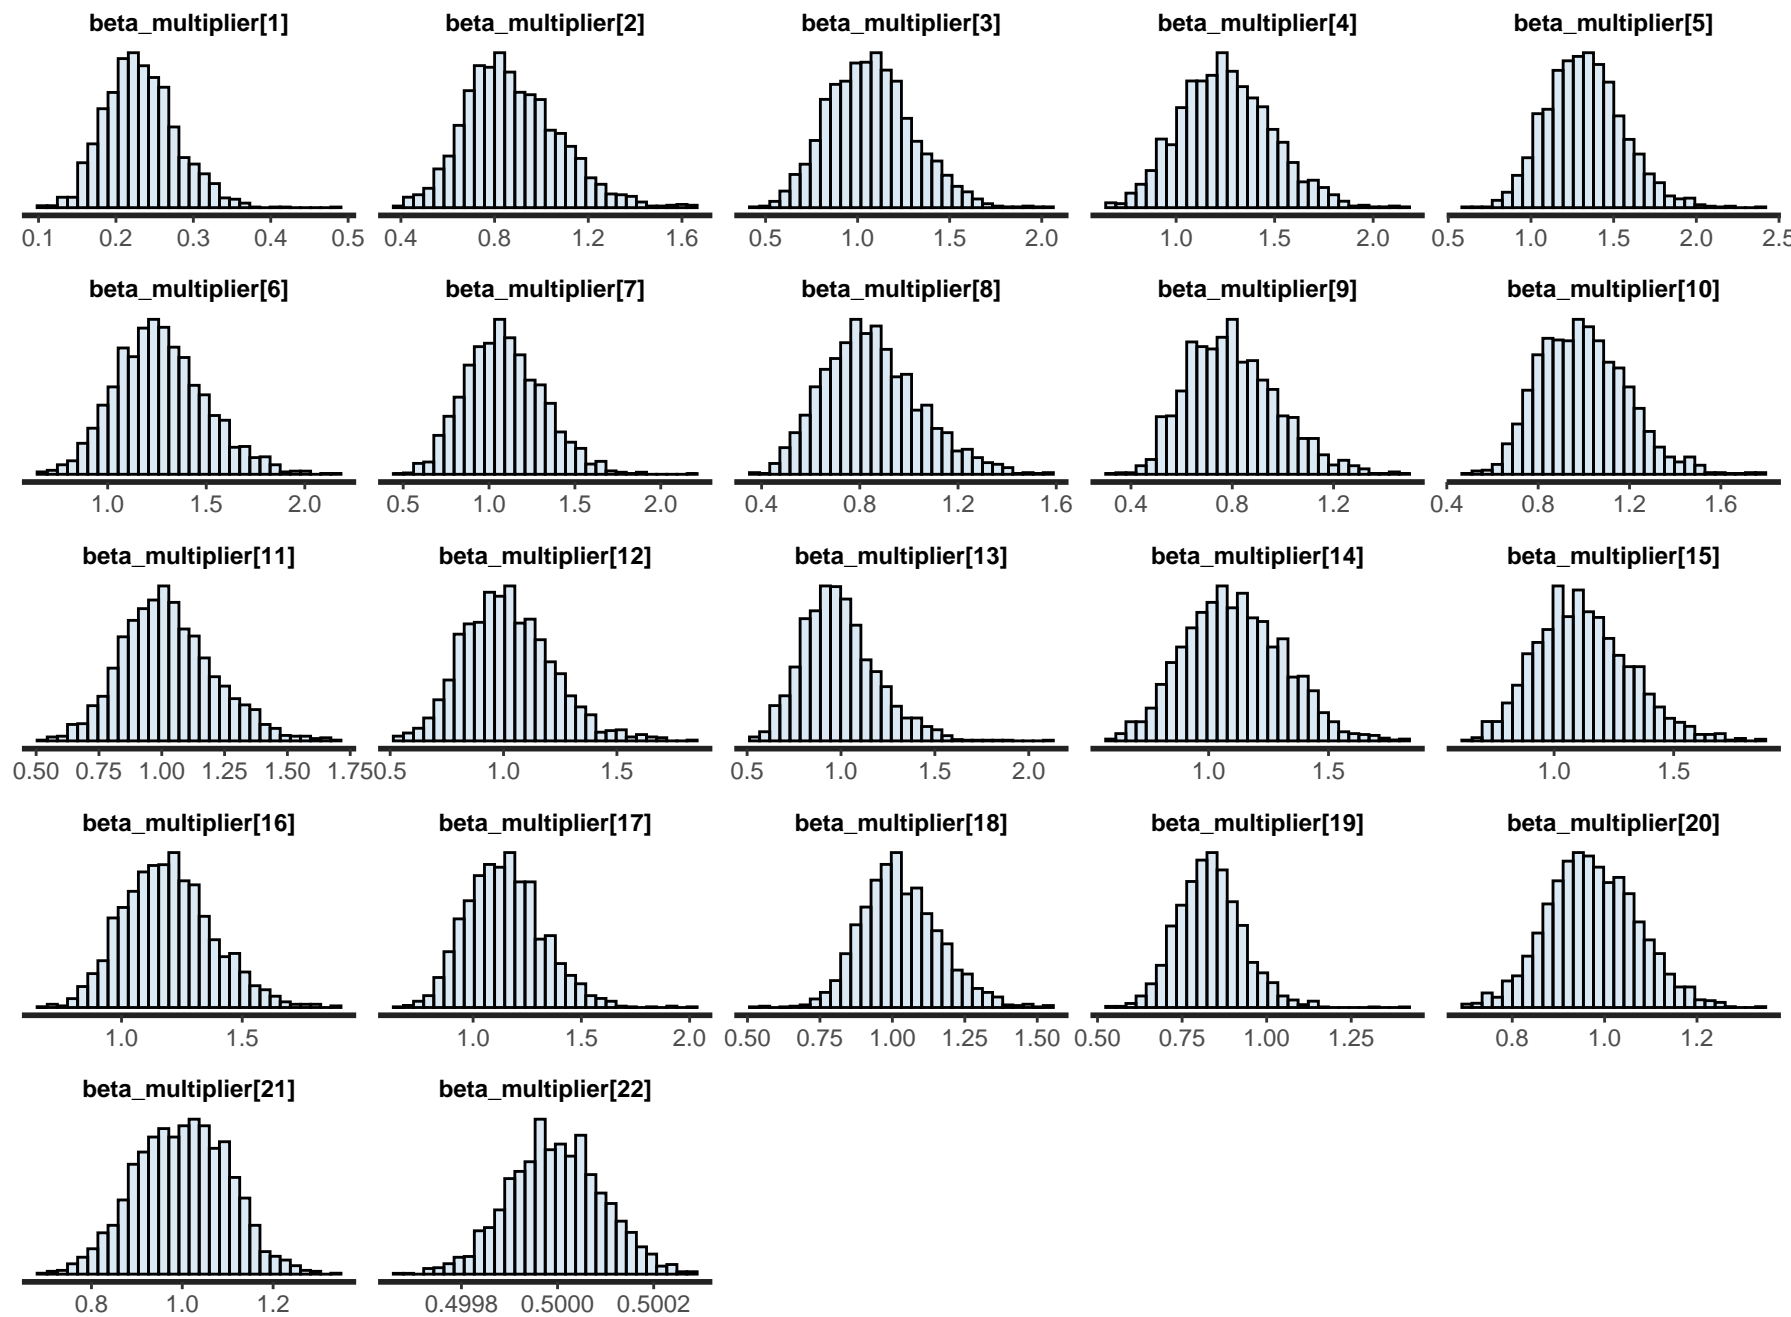 beta_multiplier[1] beta_multiplier[2] beta_multiplier[3] beta_multiplier[4] beta_multiplier[5]
0.1 0.2 0.3 0.4 0.5 0.4 0.8 1.2 1.6 0.5 1.0 1.5 2.0 1.0 1.5 2.0 0.5 1.0 1.5 2.0 2.5
beta_multiplier[6] beta_multiplier[7] beta_multiplier[8] beta_multiplier[9] beta_multiplier[10]
1.0 1.5 2.0 0.5 1.0 1.5 2.0 0.4 0.8 1.2 1.6 0.4 0.8 1.2 0.4 0.8 1.2 1.6
beta_multiplier[11] beta_multiplier[12] beta_multiplier[13] beta_multiplier[14] beta_multiplier[15]
0.50 0.75 1.00 1.25 1.50 1.75 0.5 1.0 1.5 0.5 1.0 1.5 2.0 1.0 1.5 1.0 1.5
beta_multiplier[16] beta_multiplier[17] beta_multiplier[18] beta_multiplier[19] beta_multiplier[20]
1.0 1.5 1.0 1.5 2.0 0.50 0.75 1.00 1.25 1.50 0.50 0.75 1.00 1.25 0.8 1.0 1.2
beta_multiplier[21] beta_multiplier[22]
0.8 1.0 1.2 0.4998 0.5000 0.5002